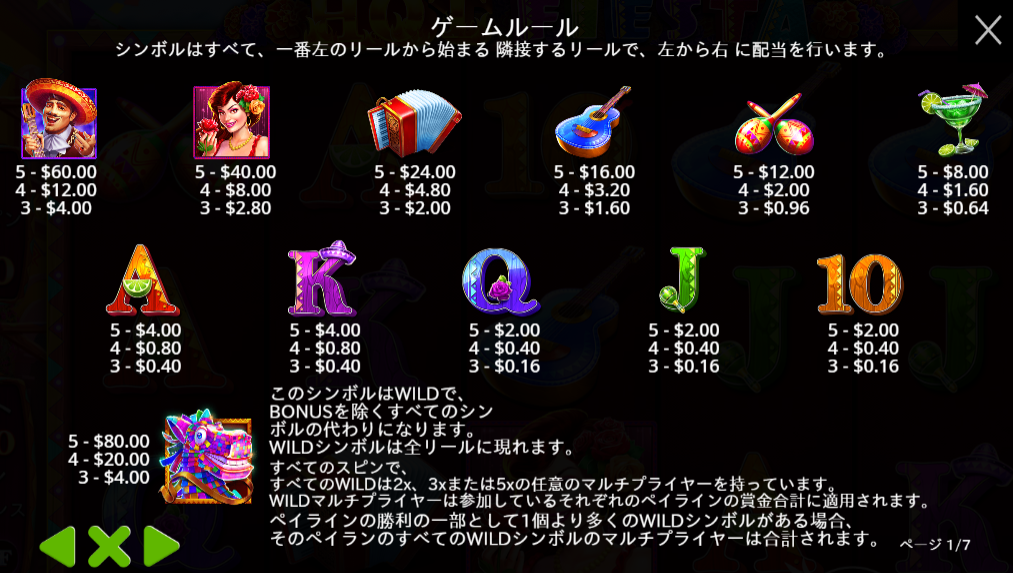 ゲームルール
シンボルはすべて、一番左のリールから始まる 隣接するリールで、左から右 に配当を行います。
5 - $60.00
4 - $12.00
3 - $4.00
5 - $40.00
4 - $8.00
3 - $2.80
5 - $24.00
4 - $4.80
3 - $2.00
5 - $16.00
4 - $3.20
3 - $1.60
5 - $12.00
4 - $2.00
3 - $0.96
5 - $8.00
4 - $1.60
3 - $0.64
A
5 - $4.00
4 - $0.80
3 - $0.40
K
5 - $4.00
4 - $0.80
3 - $0.40
Q
5 - $2.00
4 - $0.40
3 - $0.16
J
5 - $2.00
4 - $0.40
3 - $0.16
10
5 - $2.00
4 - $0.40
3 - $0.16
5 - $80.00
4 - $20.00
3 - $4.00
このシンボルはWILDで、
BONUSを除くすべてのシン
ボルの代わりになります。
WILDシンボルは全リールに現れます。
すべてのスピンで、
すべてのWILDは2x、3xまたは5xの任意のマルチプライヤーを持っています。
WILDマルチプライヤーは参加しているそれぞれのペイラインの賞金合計に適用されます。
ペイラインの勝利の一部として1個より多くのWILDシンボルがある場合、
そのペイランのすべてのWILDシンボルのマルチプライヤーは合計されます。
ページ 1/7